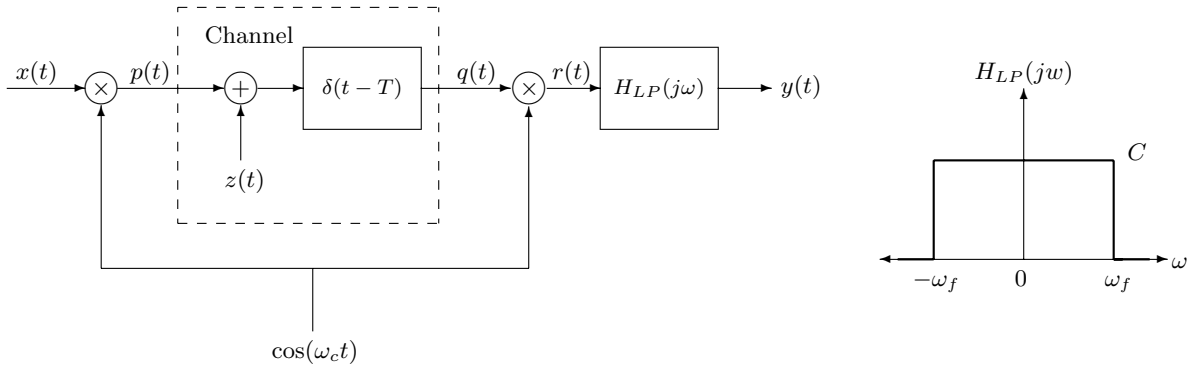 Channel
x(t)
×
p(t)
+
δ(t − T)
q(t)
×
r(t)
H_{LP}(jω)
y(t)
z(t)
cos(ω_c t)
H_{LP}(jw)
C
−ω_f
0
ω_f
ω